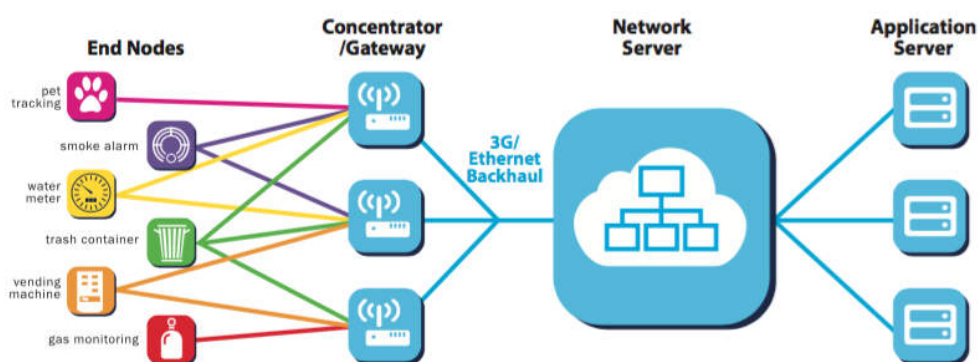 End Nodes
Concentrator
/Gateway
Network
Server
Application
Server
pet
tracking
smoke alarm
water
meter
trash container
vending
machine
gas monitoring
3G/
Ethernet
Backhaul